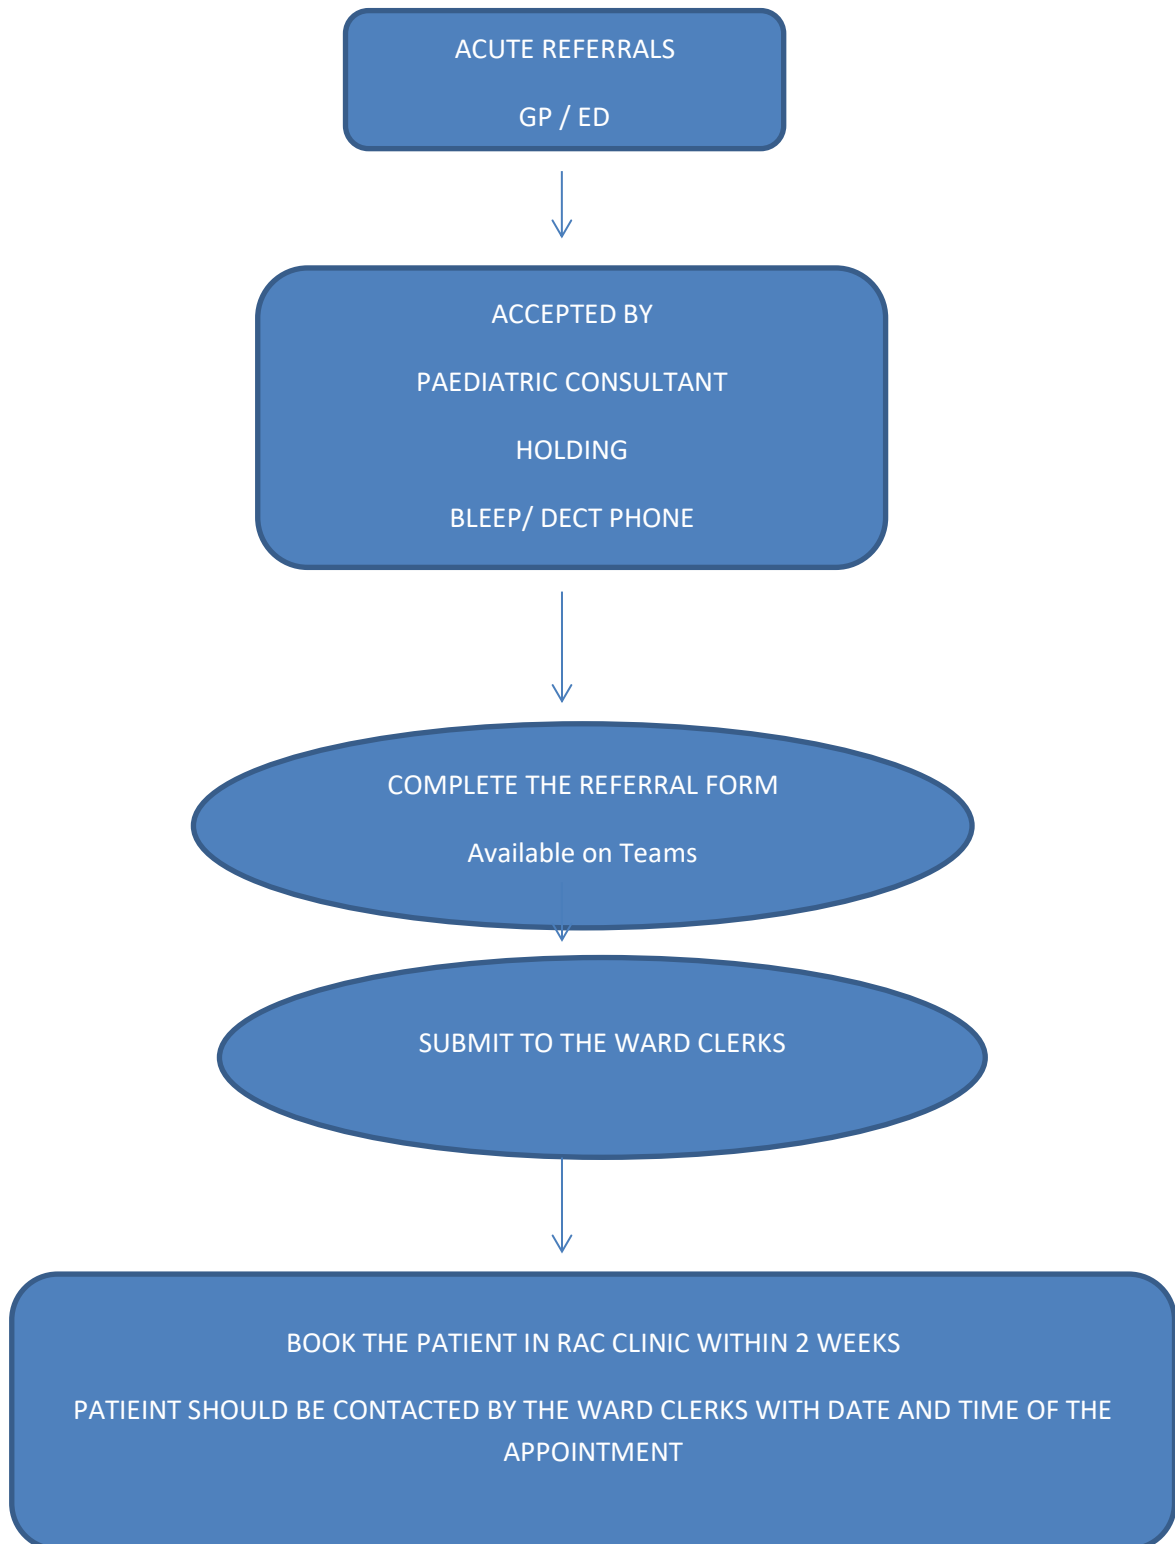 ACUTE REFERRALS
GP / ED
ACCEPTED BY
PAEDIATRIC CONSULTANT
HOLDING
BLEEP/ DECT PHONE
COMPLETE THE REFERRAL FORM
Available on Teams
SUBMIT TO THE WARD CLERKS
BOOK THE PATIENT IN RAC CLINIC WITHIN 2 WEEKS
PATIEINT SHOULD BE CONTACTED BY THE WARD CLERKS WITH DATE AND TIME OF THE
APPOINTMENT